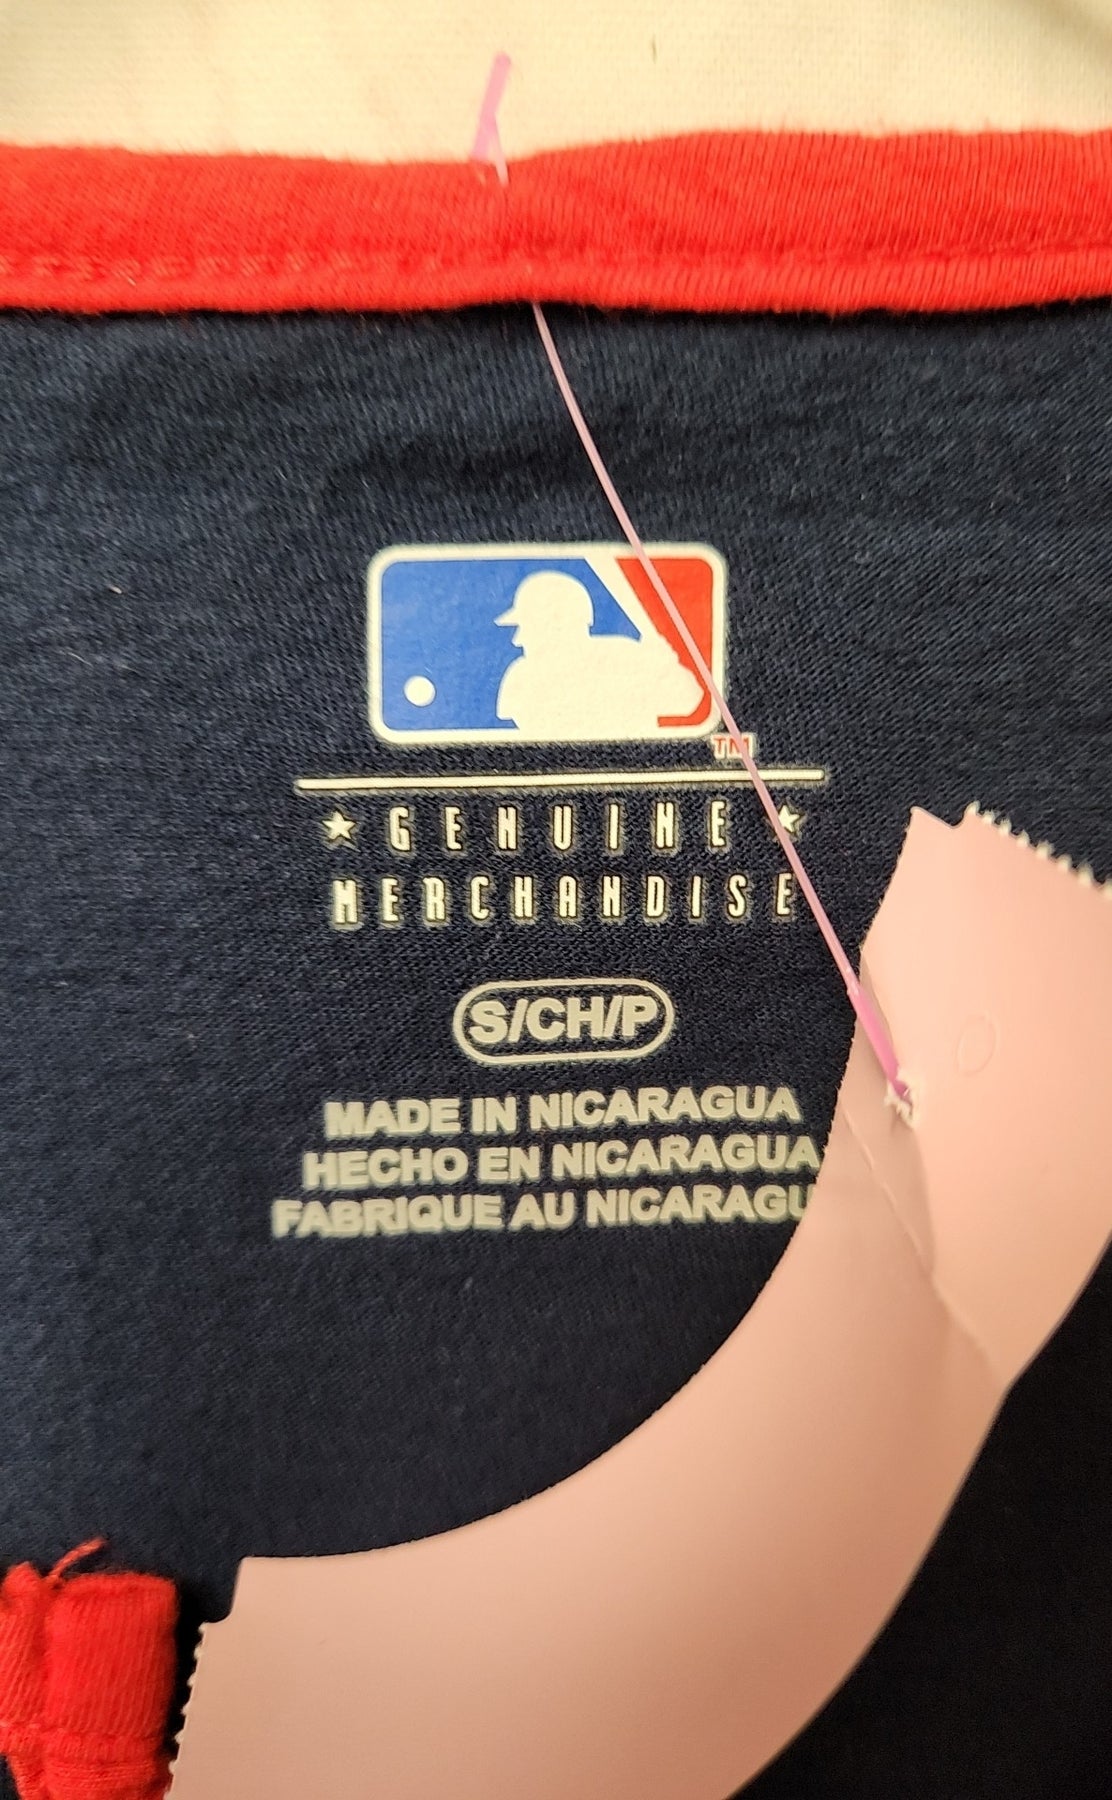 TM
★ GENUINE ★
MERCHANDISE
S/CH/P
MADE IN NICARAGUA
HECHO EN NICARAGUA
FABRIQUE AU NICARAGU